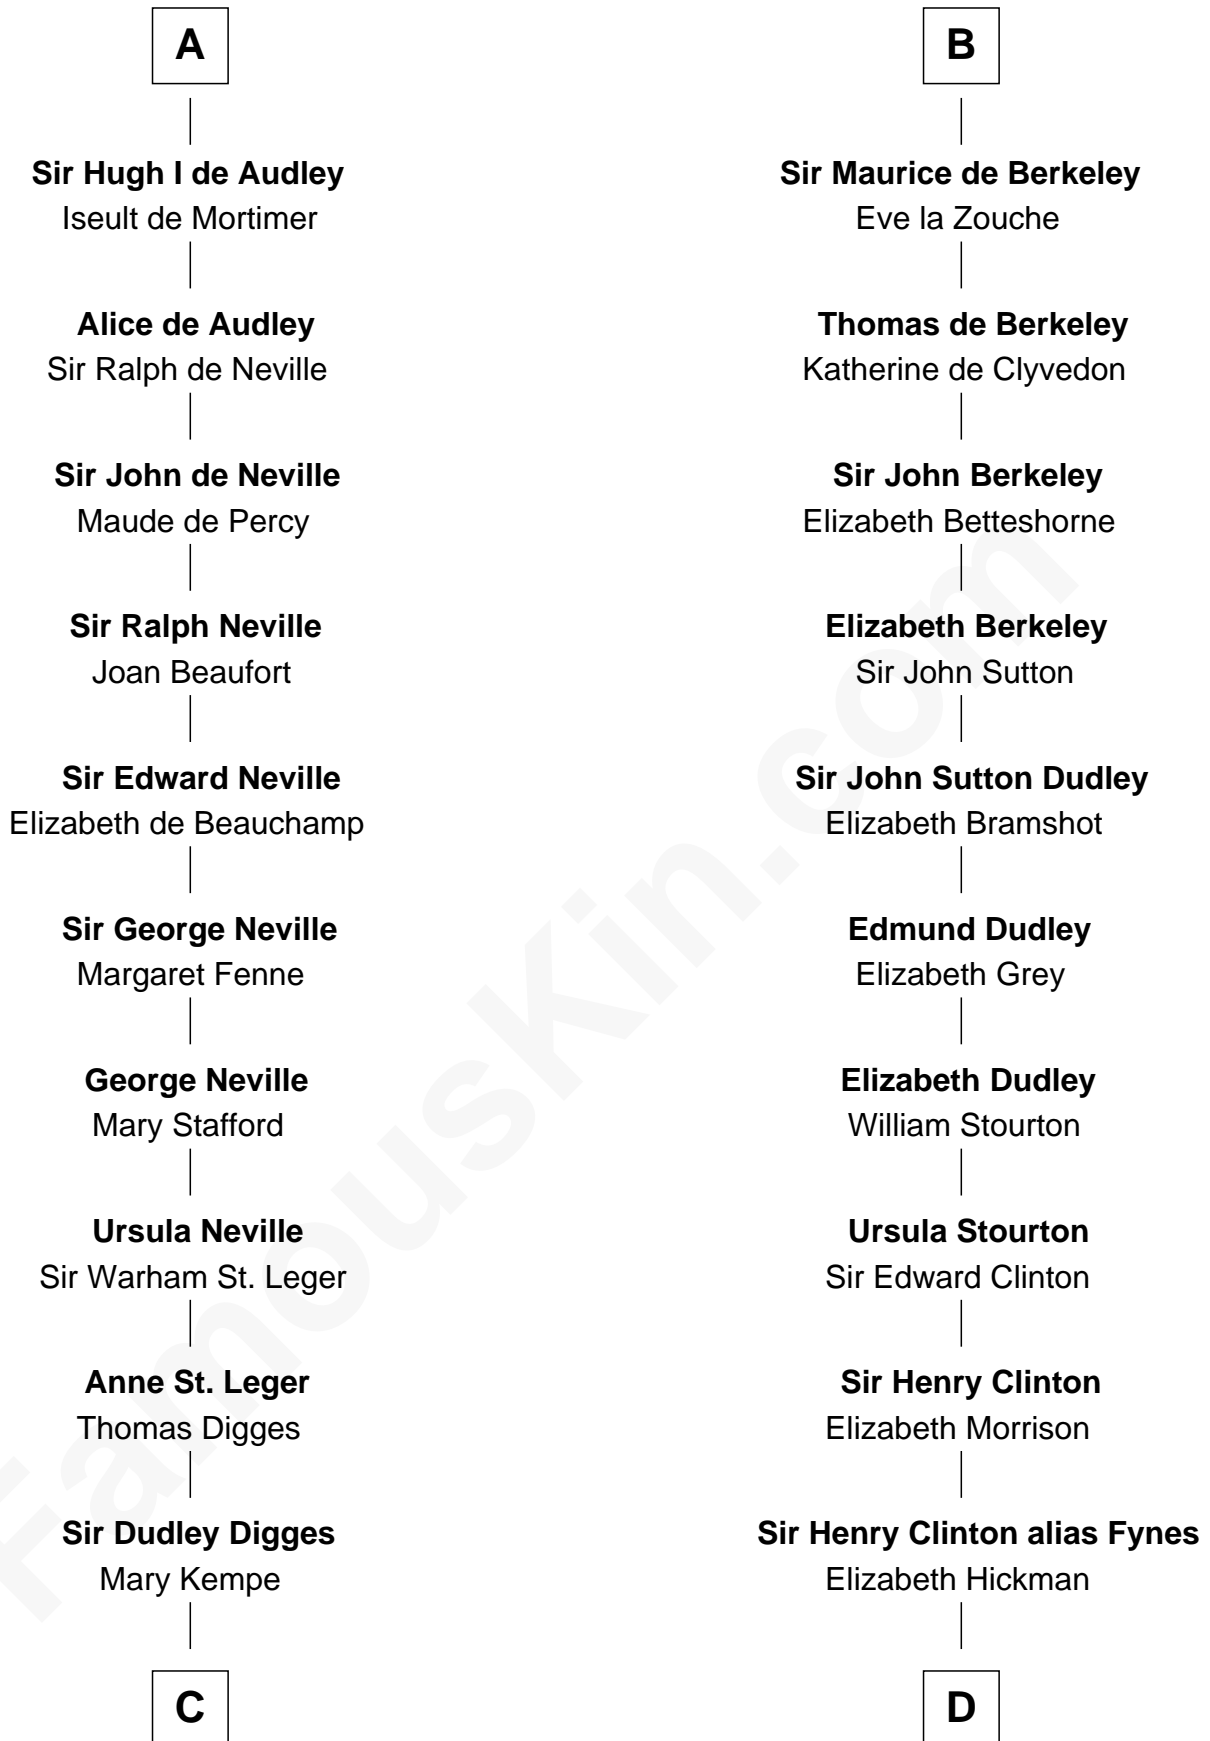 A
Sir Hugh I de Audley
Iseult de Mortimer
Alice de Audley
Sir Ralph de Neville
Sir John de Neville
Maude de Percy
Sir Ralph Neville
Joan Beaufort
Sir Edward Neville
Elizabeth de Beauchamp
Sir George Neville
Margaret Fenne
George Neville
Mary Stafford
Ursula Neville
Sir Warham St. Leger
Anne St. Leger
Thomas Digges
Sir Dudley Digges
Mary Kempe
C
B
Sir Maurice de Berkeley
Eve la Zouche
Thomas de Berkeley
Katherine de Clyvedon
Sir John Berkeley
Elizabeth Betteshorne
Elizabeth Berkeley
Sir John Sutton
Sir John Sutton Dudley
Elizabeth Bramshot
Edmund Dudley
Elizabeth Grey
Elizabeth Dudley
William Stourton
Ursula Stourton
Sir Edward Clinton
Sir Henry Clinton
Elizabeth Morrison
Sir Henry Clinton alias Fynes
Elizabeth Hickman
D
FamousKin.com